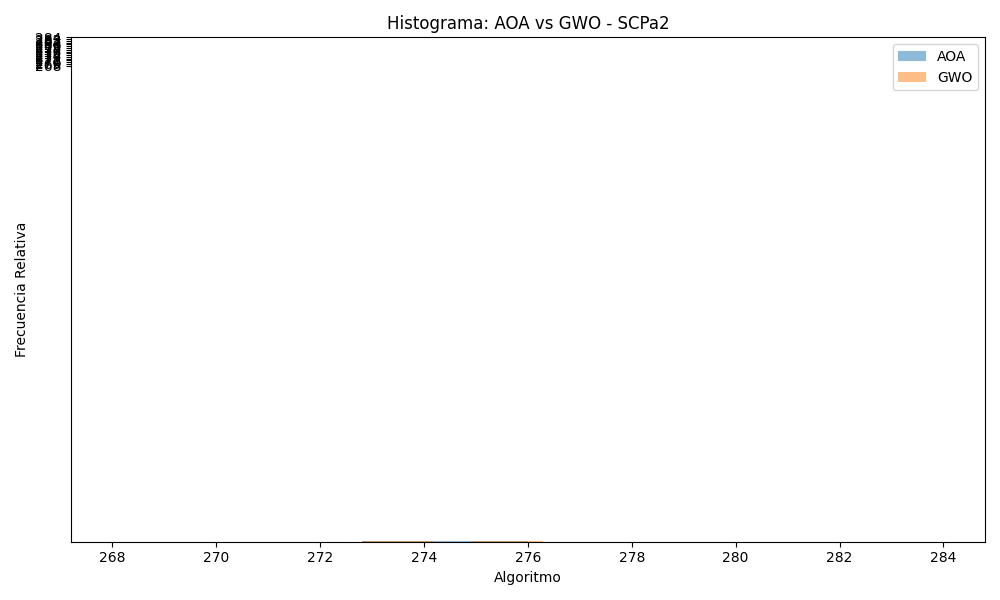 Histograma: AOA vs GWO - SCPa2
AOA
GWO
Frecuencia Relativa
268
268 270 272 274 276 278 280 282 284
Algoritmo